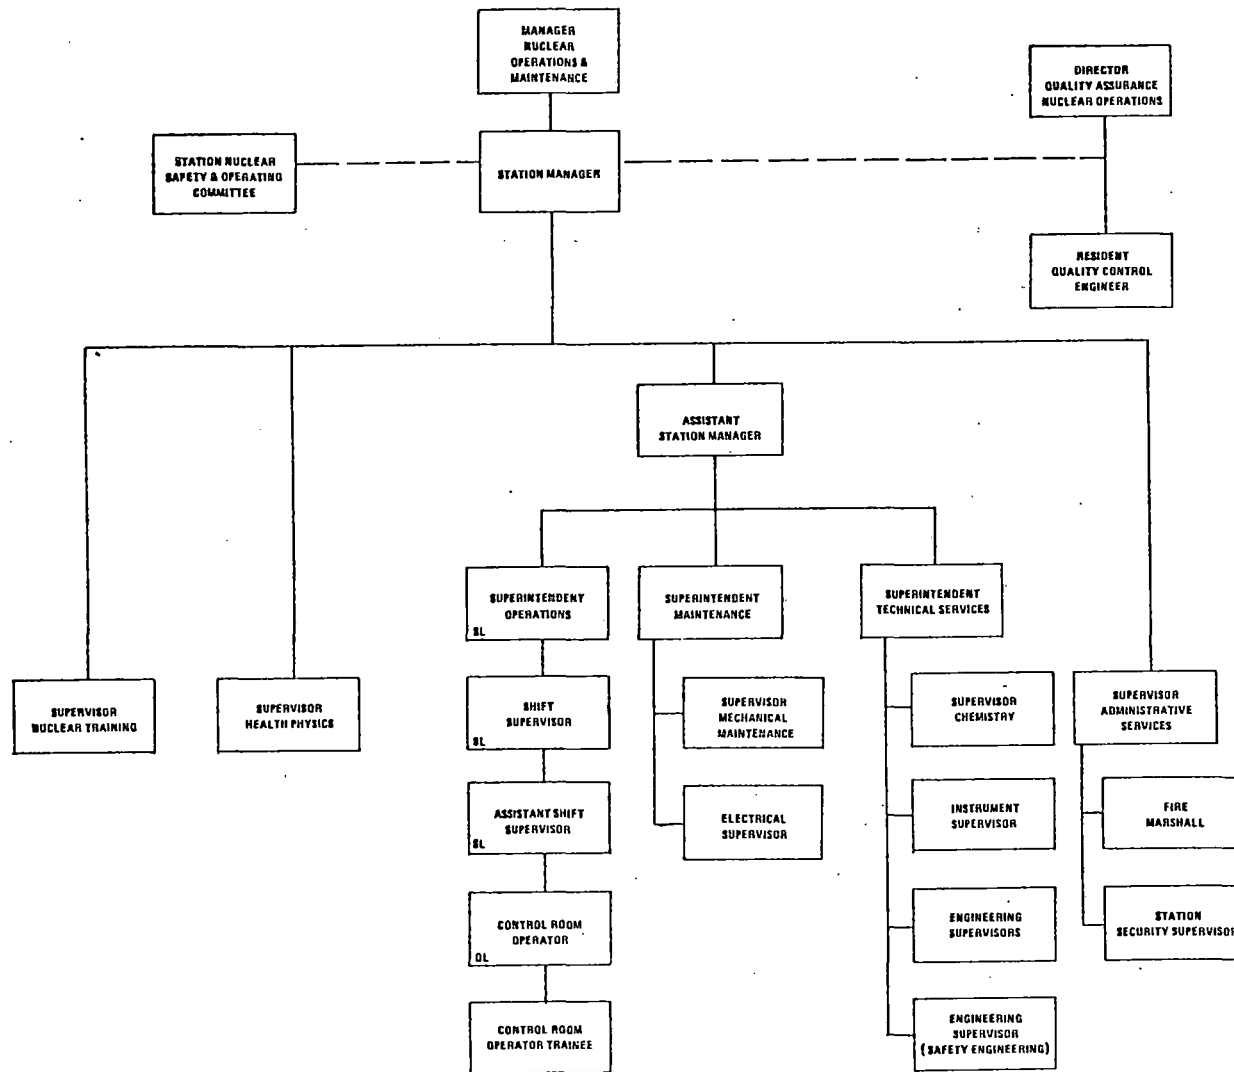 MANAGER
NUCLEAR
OPERATIONS &
MAINTENANCE
DIRECTOR
QUALITY ASSURANCE
NUCLEAR OPERATIONS
STATION NUCLEAR
SAFETY & OPERATING
COMMITTEE
STATION MANAGER
RESIDENT
QUALITY CONTROL
ENGINEER
ASSISTANT
STATION MANAGER
SUPERINTENDENT
OPERATIONS
SL
SUPERINTENDENT
MAINTENANCE
SUPERINTENDENT
TECHNICAL SERVICES
SUPERVISOR
NUCLEAR TRAINING
SUPERVISOR
HEALTH PHYSICS
SHIFT
SUPERVISOR
SL
SUPERVISOR
MECHANICAL
MAINTENANCE
SUPERVISOR
CHEMISTRY
SUPERVISOR
ADMINISTRATIVE
SERVICES
ASSISTANT SHIFT
SUPERVISOR
SL
ELECTRICAL
SUPERVISOR
INSTRUMENT
SUPERVISOR
FIRE
MARSHALL
CONTROL ROOM
OPERATOR
OL
ENGINEERING
SUPERVISORS
STATION
SECURITY SUPERVISOR
CONTROL ROOM
OPERATOR TRAINEE
ENGINEERING
SUPERVISOR
(SAFETY ENGINEERING)